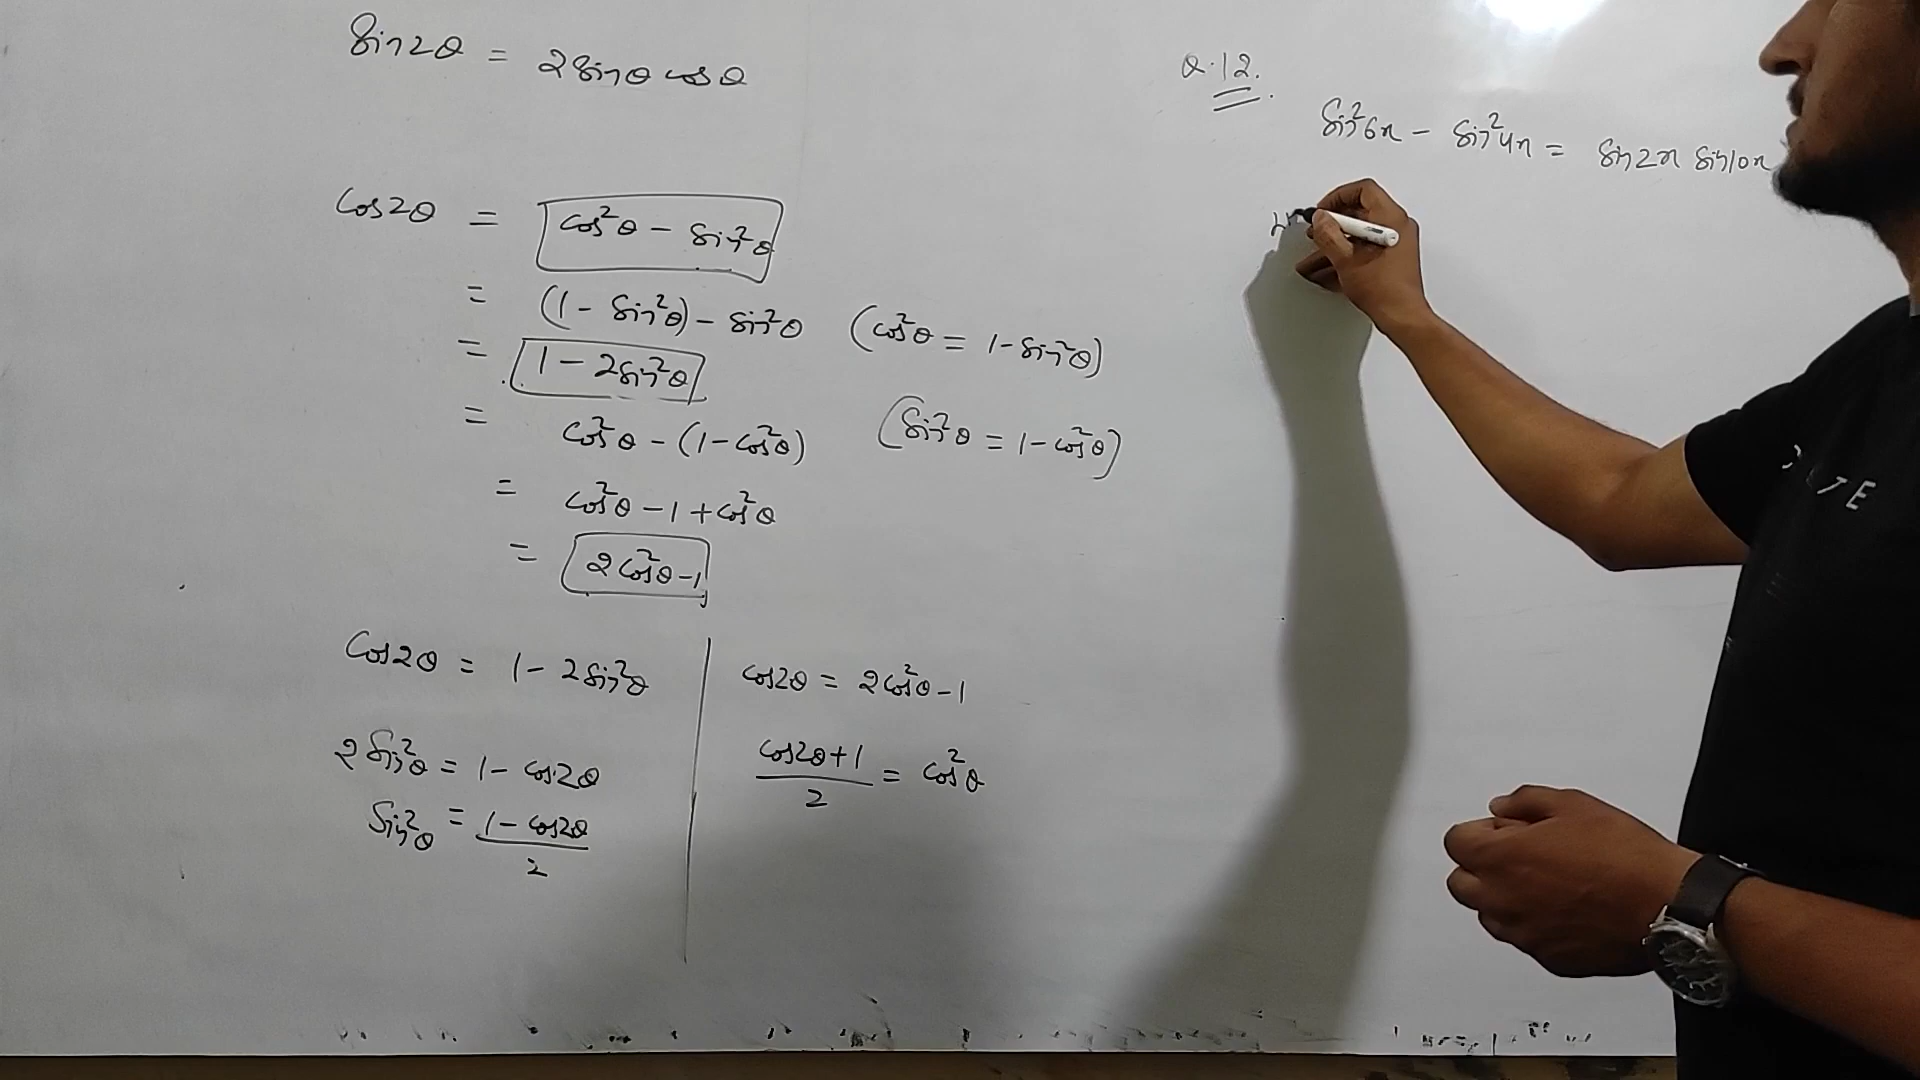 sin2θ = 2sinθ cosθ
cos2θ = cos²θ - sin²θ
= (1 - sin²θ) - sin²θ (cos²θ = 1 - sin²θ)
= 1 - 2sin²θ
= cos²θ - (1 - cos²θ) (sin²θ = 1 - cos²θ)
= cos²θ - 1 + cos²θ
= 2cos²θ - 1
cos2θ = 1 - 2sin²θ
2sin²θ = 1 - cos2θ
sin²θ = (1 - cos2θ)/2
cos2θ = 2cos²θ - 1
(cos2θ + 1)/2 = cos²θ
Q.12.
sin²6x - sin²4x = sin2x sin10x